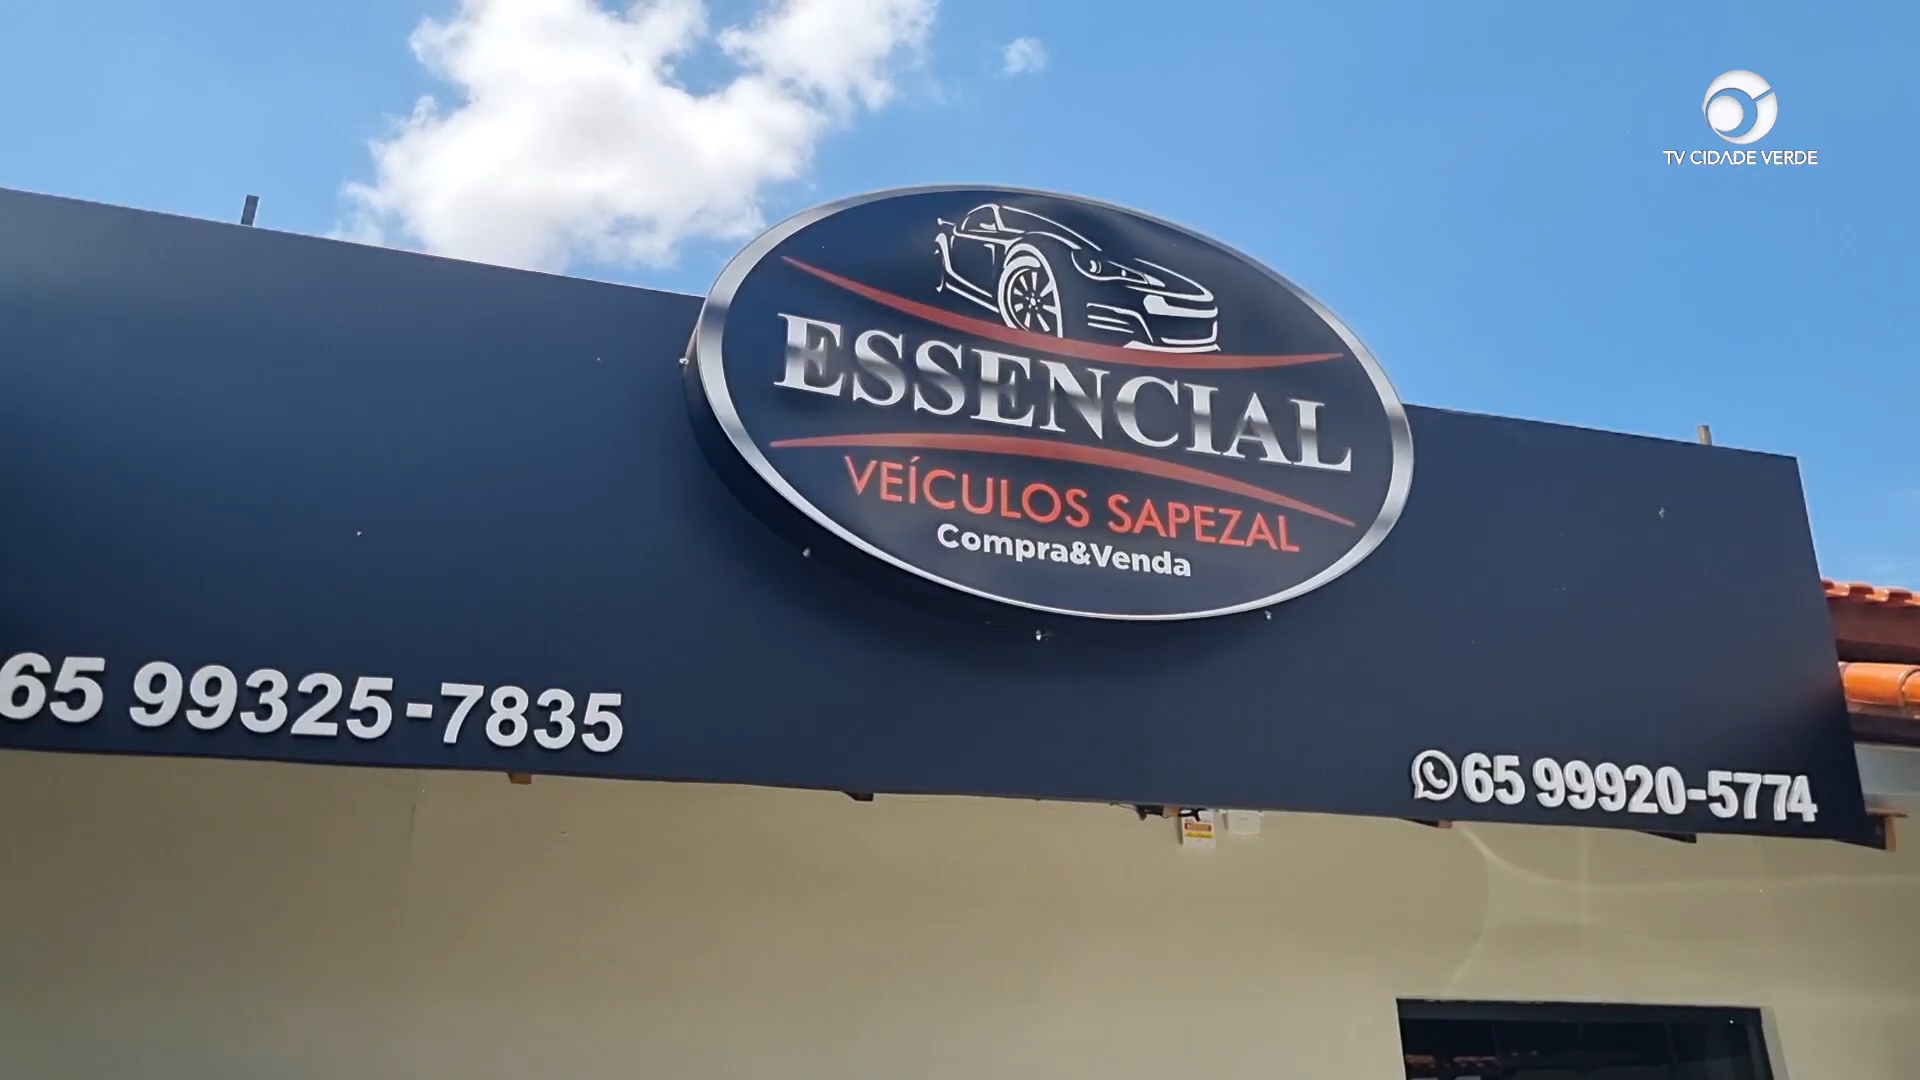 TV CIDADE VERDE
ESSENCIAL
VEÍCULOS SAPEZAL
Compra&Venda
65 99325-7835
65 99920-5774